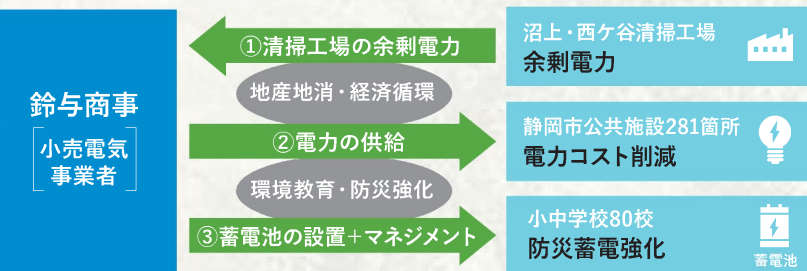 鈴与商事
小売電気
事業者
①清掃工場の余剰電力
地産地消・経済循環
②電力の供給
環境教育・防災強化
③蓄電池の設置+マネジメント
沼上・西ケ谷清掃工場
余剰電力
静岡市公共施設281箇所
電力コスト削減
小中学校80校
防災蓄電強化
蓄電池